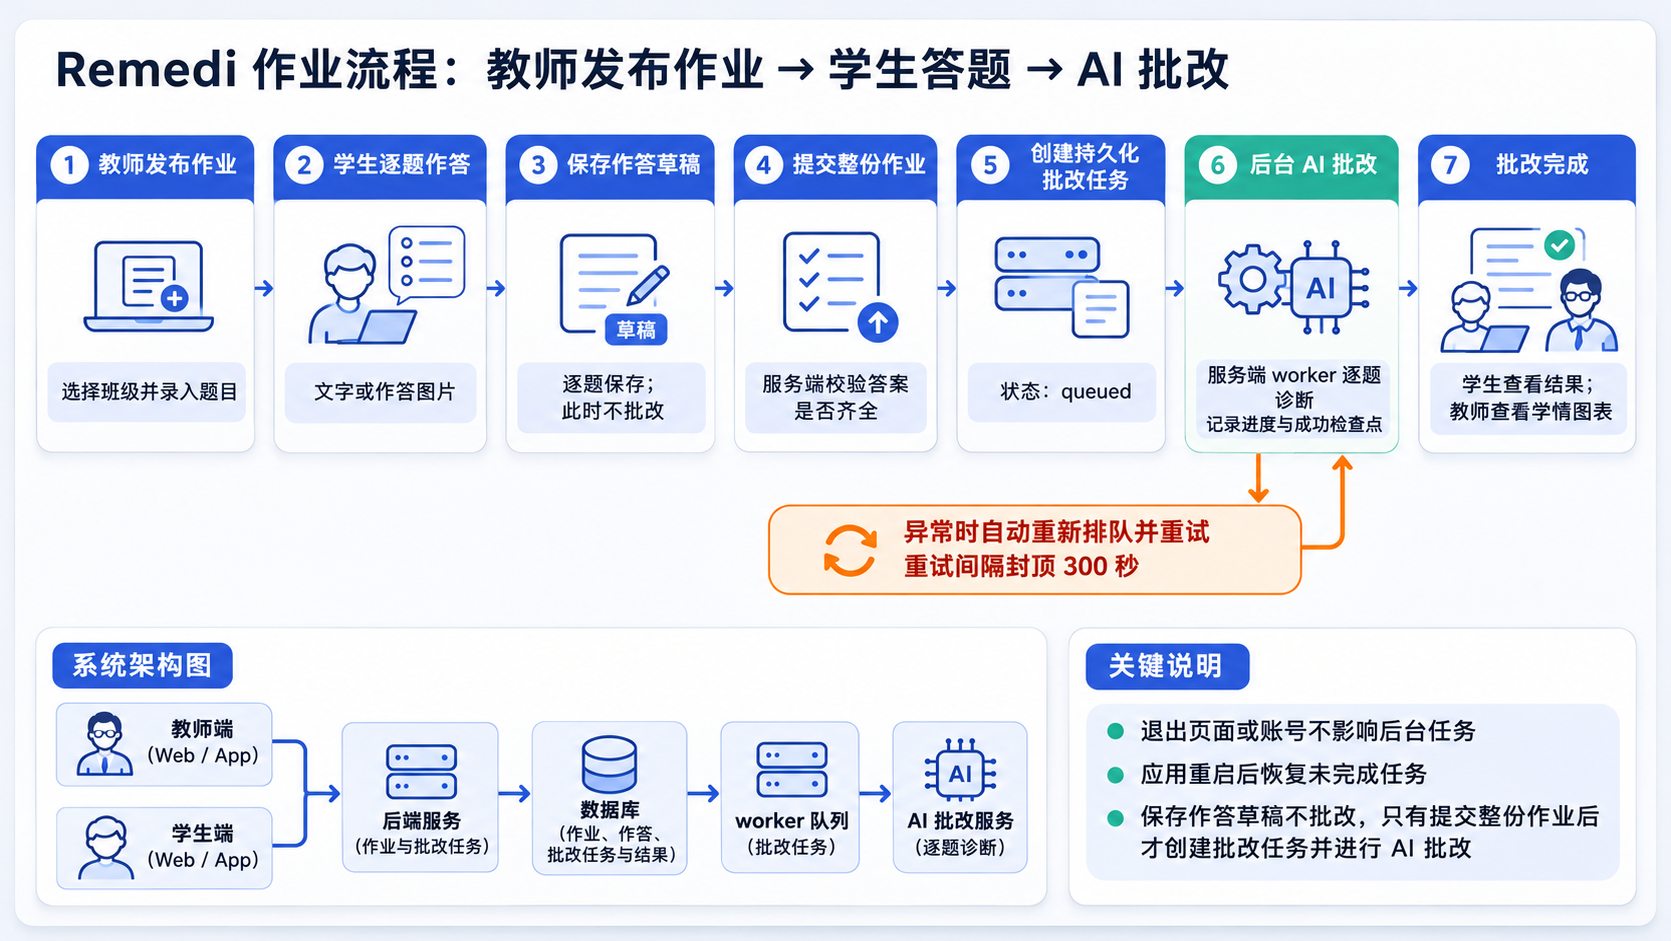 Remedi 作业流程：教师发布作业 → 学生答题 → AI 批改
1 教师发布作业
选择班级并录入题目
2 学生逐题作答
文字或作答图片
3 保存作答草稿
草稿
逐题保存；
此时不批改
4 提交整份作业
服务端校验答案
是否齐全
5 创建持久化
批改任务
状态：queued
6 后台 AI 批改
AI
服务端 worker 逐题
诊断
记录进度与成功检查点
7 批改完成
学生查看结果；
教师查看学情图表
异常时自动重新排队并重试
重试间隔封顶 300 秒
系统架构图
教师端
（Web / App）
学生端
（Web / App）
后端服务
（作业与批改任务）
数据库
（作业、作答、
批改任务与结果）
worker 队列
（批改任务）
AI
AI 批改服务
（逐题诊断）
关键说明
退出页面或账号不影响后台任务
应用重启后恢复未完成任务
保存作答草稿不批改，只有提交整份作业后
才创建批改任务并进行 AI 批改